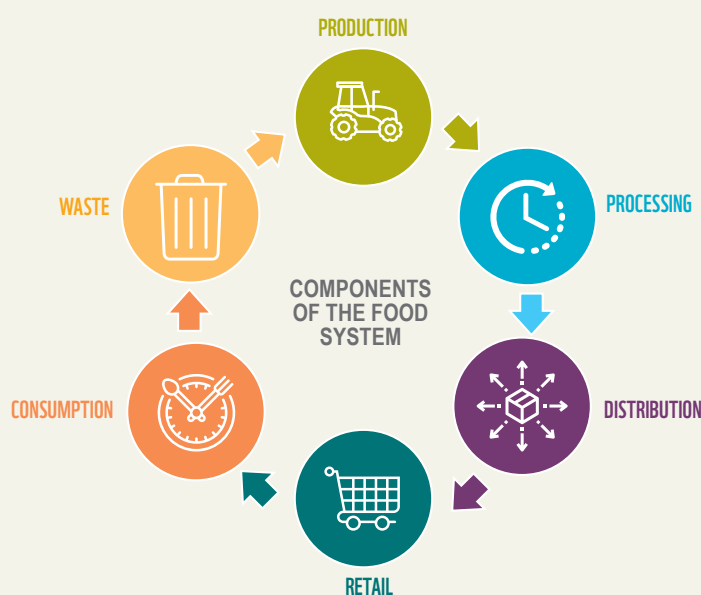 PRODUCTION
PROCESSING
WASTE
COMPONENTS
OF THE FOOD
SYSTEM
CONSUMPTION
DISTRIBUTION
RETAIL